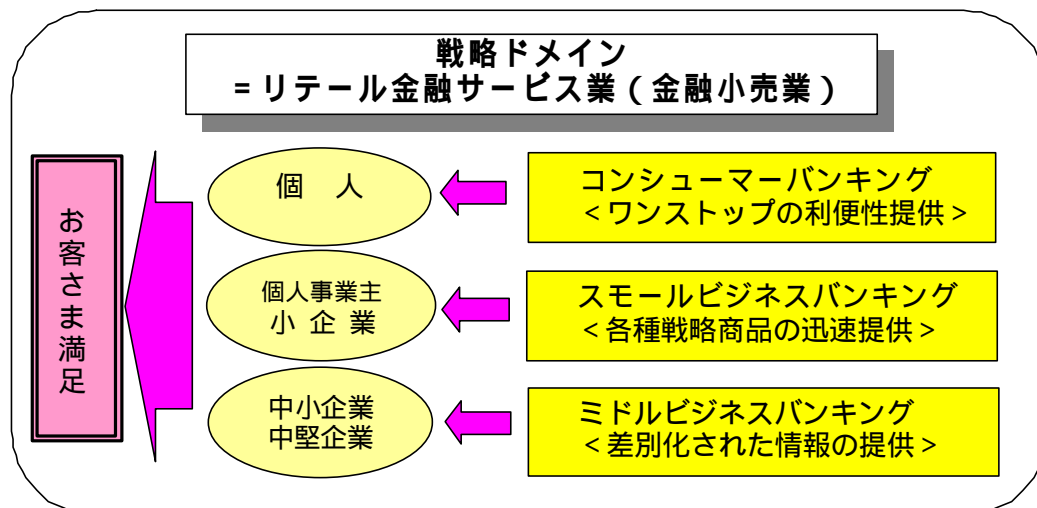 戦略ドメイン
=リテール金融サービス業(金融小売業)
お客さま満足
個 人
コンシューマーバンキング
<ワンストップの利便性提供>
個人事業主
小 企 業
スモールビジネスバンキング
<各種戦略商品の迅速提供>
中小企業
中堅企業
ミドルビジネスバンキング
<差別化された情報の提供>